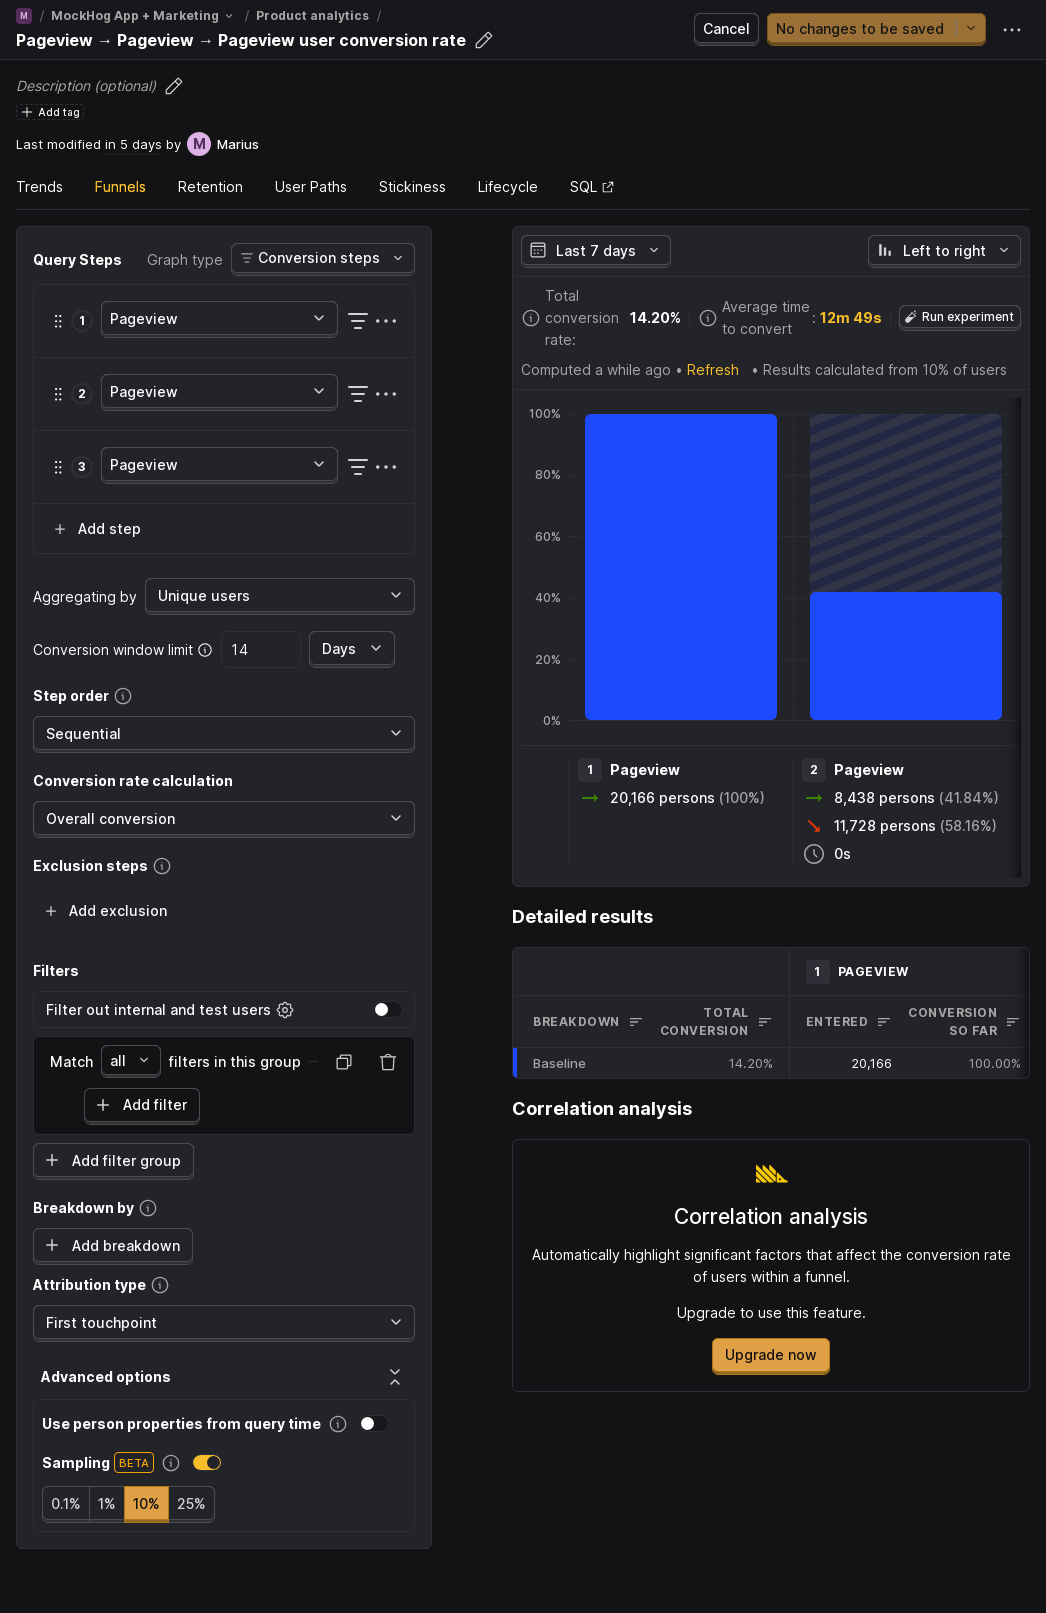 M / MockHog App + Marketing / Product analytics /
Pageview → Pageview → Pageview user conversion rate
Cancel
No changes to be saved
Description (optional)
Add tag
Last modified in 5 days by M Marius
Trends Funnels Retention User Paths Stickiness Lifecycle SQL
Query Steps Graph type Conversion steps
1 Pageview
2 Pageview
3 Pageview
Add step
Aggregating by Unique users
Conversion window limit 14 Days
Step order
Sequential
Conversion rate calculation
Overall conversion
Exclusion steps
Add exclusion
Filters
Filter out internal and test users
Match all filters in this group
Add filter
Add filter group
Breakdown by
Add breakdown
Attribution type
First touchpoint
Advanced options
Use person properties from query time
Sampling BETA
0.1% 1% 10% 25%
Last 7 days Left to right
Total
conversion
rate:
14.20%
Average time
to convert
: 12m 49s
Run experiment
Computed a while ago • Refresh • Results calculated from 10% of users
100%
80%
60%
40%
20%
0%
1 Pageview
20,166 persons (100%)
2 Pageview
8,438 persons (41.84%)
11,728 persons (58.16%)
0s
Detailed results
1 PAGEVIEW
BREAKDOWN
TOTAL
CONVERSION
ENTERED
CONVERSION
SO FAR
Baseline 14.20% 20,166 100.00%
Correlation analysis
Correlation analysis
Automatically highlight significant factors that affect the conversion rate
of users within a funnel.
Upgrade to use this feature.
Upgrade now